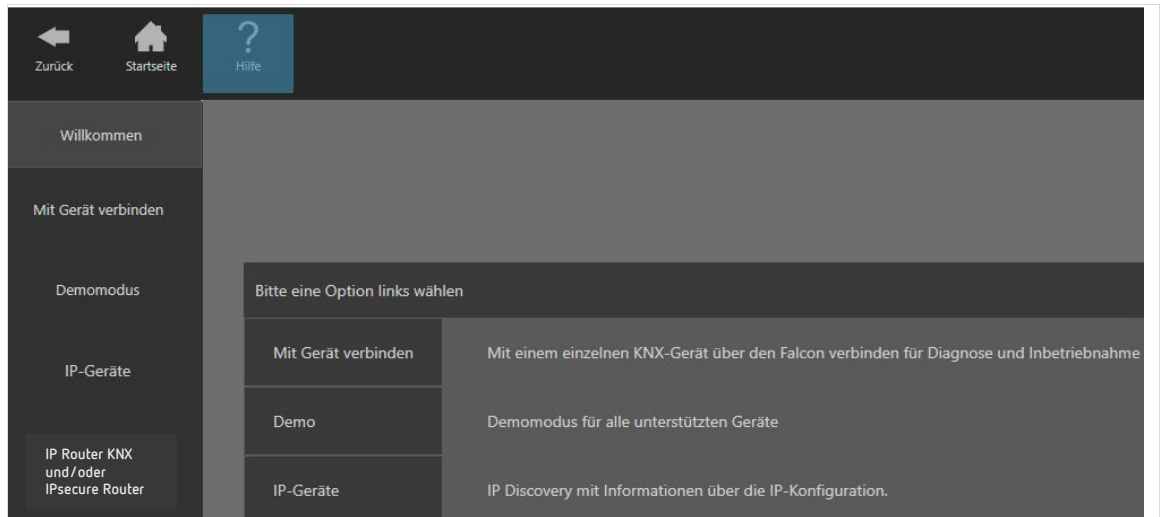 Zurück
Startseite
?
Hilfe
Willkommen
Mit Gerät verbinden
Demomodus
IP-Geräte
IP Router KNX
und/oder
IPsecure Router
Bitte eine Option links wählen
Mit Gerät verbinden
Mit einem einzelnen KNX-Gerät über den Falcon verbinden für Diagnose und Inbetriebnahme
Demo
Demomodus für alle unterstützten Geräte
IP-Geräte
IP Discovery mit Informationen über die IP-Konfiguration.